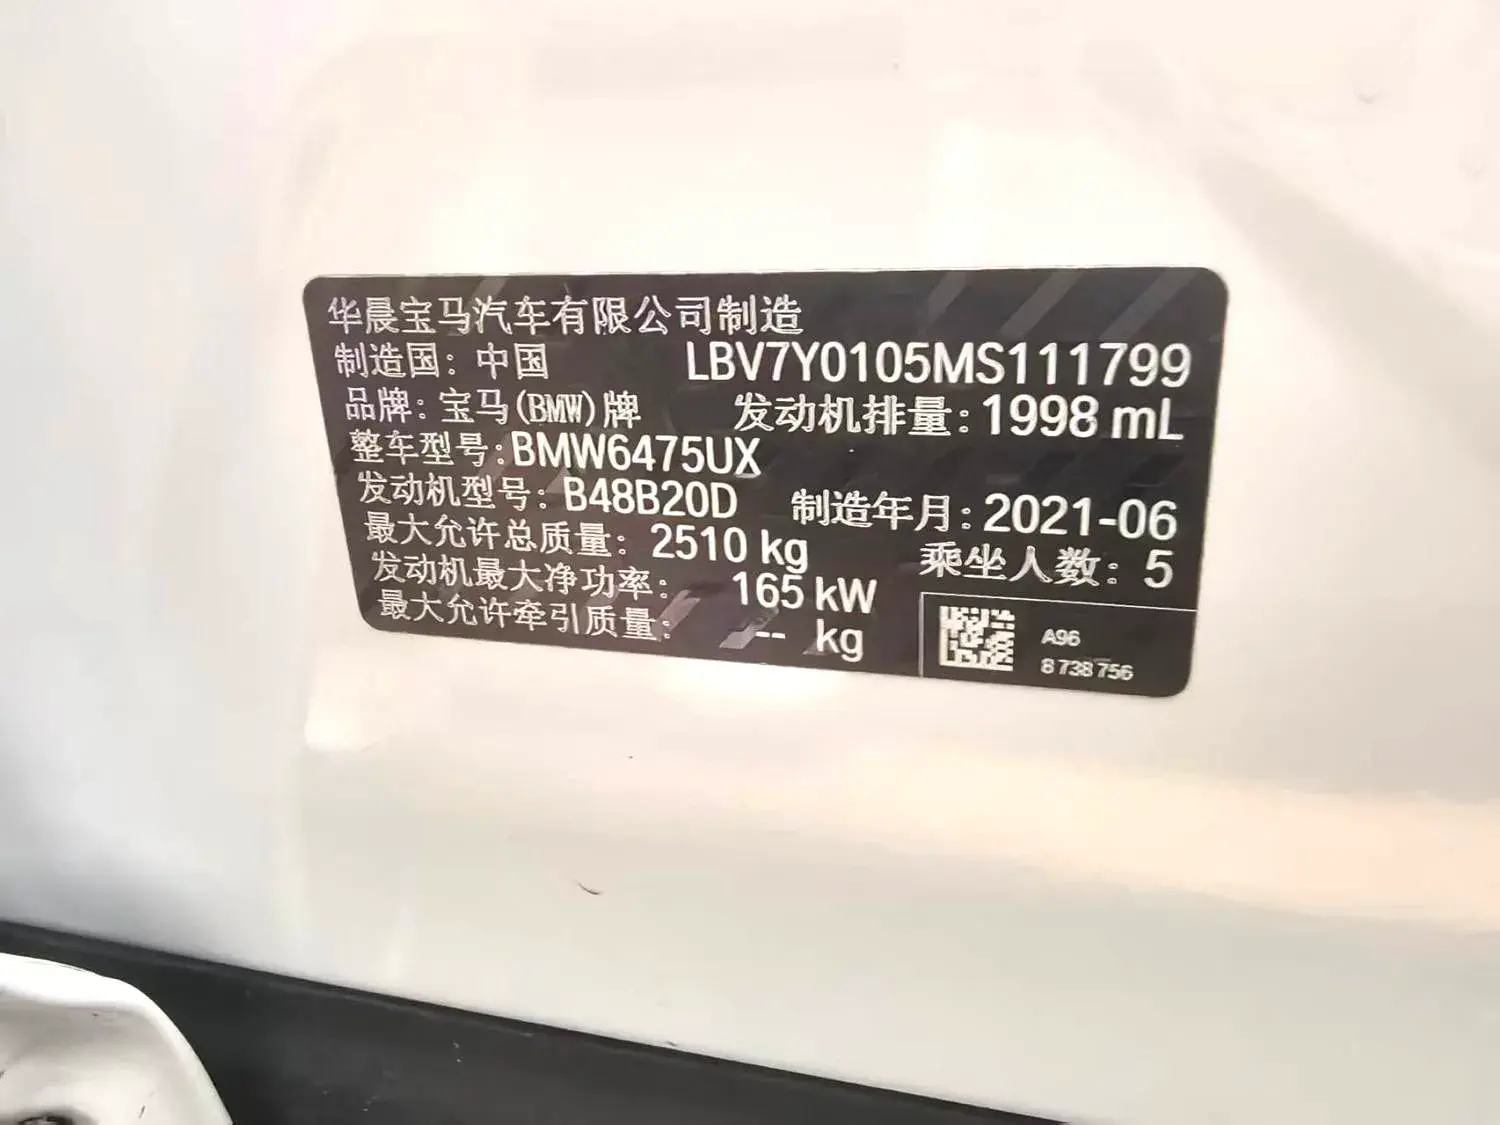 华晨宝马汽车有限公司制造
制造国：中国 LBV7Y0105MS111799
品牌：宝马(BMW)牌 发动机排量：1998 mL
整车型号：BMW6475UX
发动机型号：B48B20D 制造年月：2021-06
最大允许总质量：2510 kg 乘坐人数：5
发动机最大净功率：165 kW
最大允许牵引质量：-- kg
A96
8 738 756